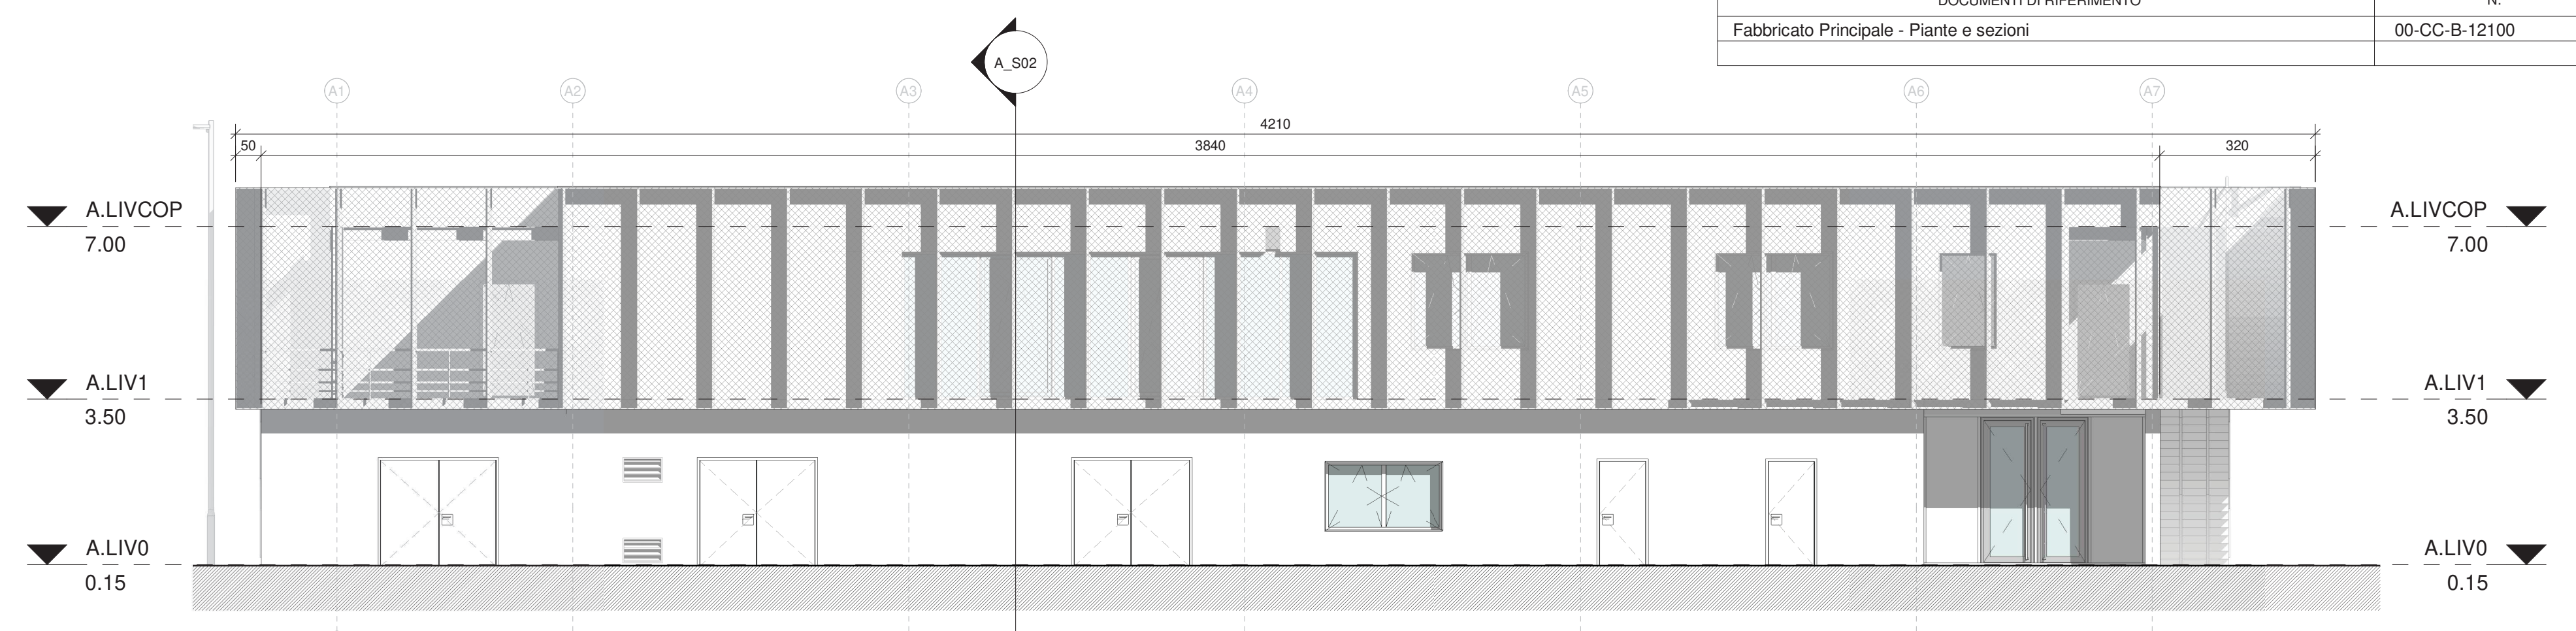 DOCUMENTI DI RIFERIMENTO N.
Fabbricato Principale - Piante e sezioni 00-CC-B-12100
A_S02
A1 A2 A3 A4 A5 A6 A7
4210
50 3840 320
A.LIVCOP A.LIVCOP
7.00 7.00
A.LIV1 A.LIV1
3.50 3.50
A.LIV0 A.LIV0
0.15 0.15